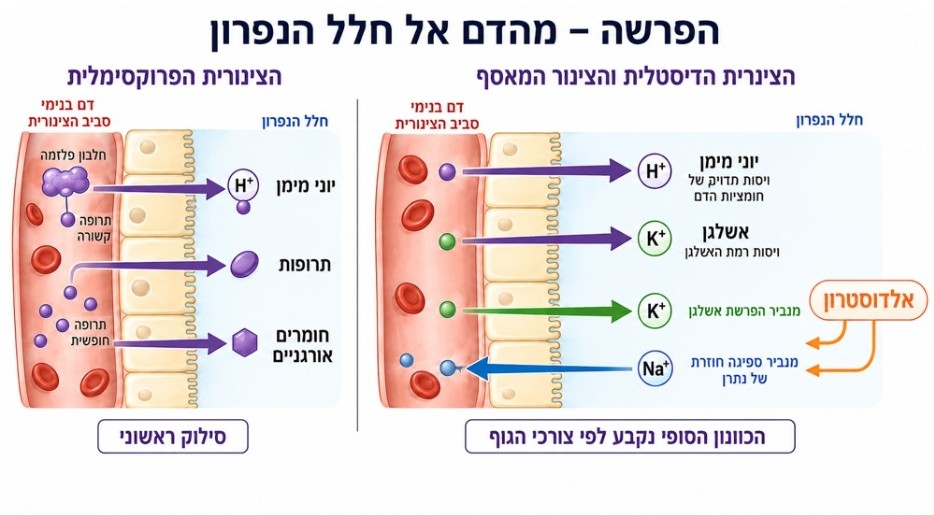 הפרשה – מהדם אל חלל הנפרון
הצינורית הפרוקסימלית
דם בנימי
סביב הצינורית
חלל הנפרון
חלבון פלזמה
תרופה
קשורה
H⁺
יוני מימן
תרופות
תרופה
חופשית
חומרים
אורגניים
סילוק ראשוני
הצינרית הדיסטלית והצינור המאסף
דם בנימי
סביב הצינורית
חלל הנפרון
H⁺
יוני מימן
ויסות תדויק של
חומציות הדם
K⁺
אשלגן
ויסות רמת האשלגן
K⁺
מגביר הפרשת אשלגן
אלדוסטרון
Na⁺
מגביר ספיגה חוזרת
של נתרן
הכוונון הסופי נקבע לפי צורכי הגוף